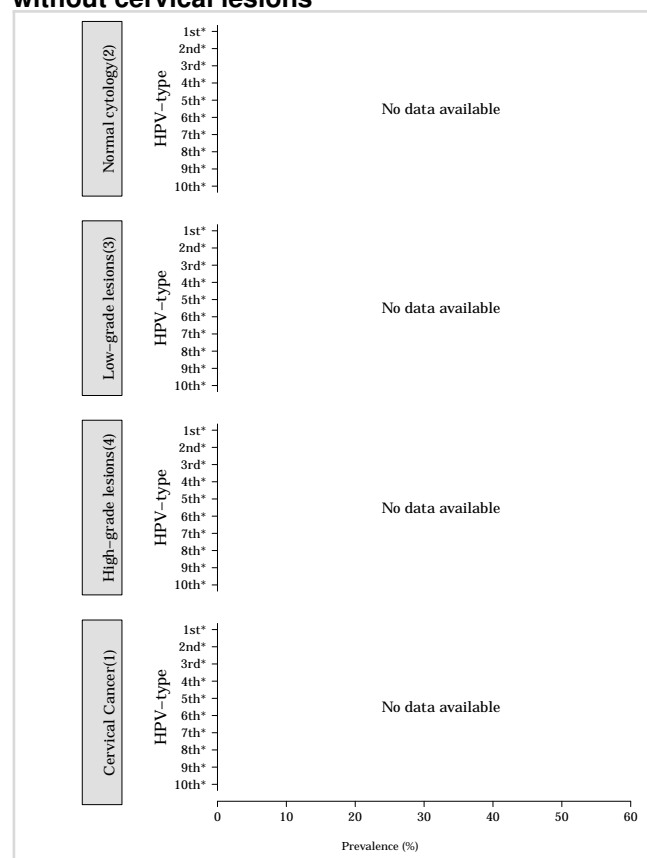 without cervical lesions
Normal cytology(2)
HPV−type
1st*
2nd*
3rd*
4th*
5th*
6th*
7th*
8th*
9th*
10th*
No data available
Low−grade lesions(3)
HPV−type
1st*
2nd*
3rd*
4th*
5th*
6th*
7th*
8th*
9th*
10th*
No data available
High−grade lesions(4)
HPV−type
1st*
2nd*
3rd*
4th*
5th*
6th*
7th*
8th*
9th*
10th*
No data available
Cervical Cancer(1)
HPV−type
1st*
2nd*
3rd*
4th*
5th*
6th*
7th*
8th*
9th*
10th*
No data available
0 10 20 30 40 50 60
Prevalence (%)